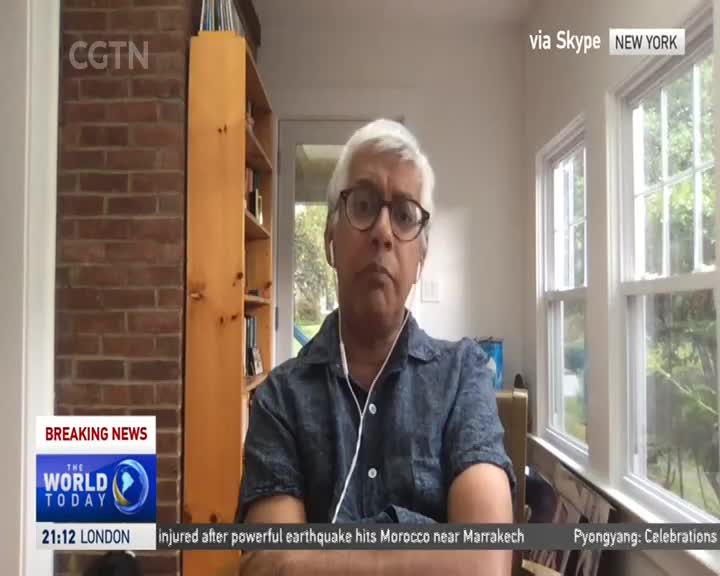 CGTN
via Skype NEW YORK
BREAKING NEWS
THE
WORLD
TODAY
21:12 LONDON
injured after powerful earthquake hits Morocco near Marrakech Pyongyang: Celebrations